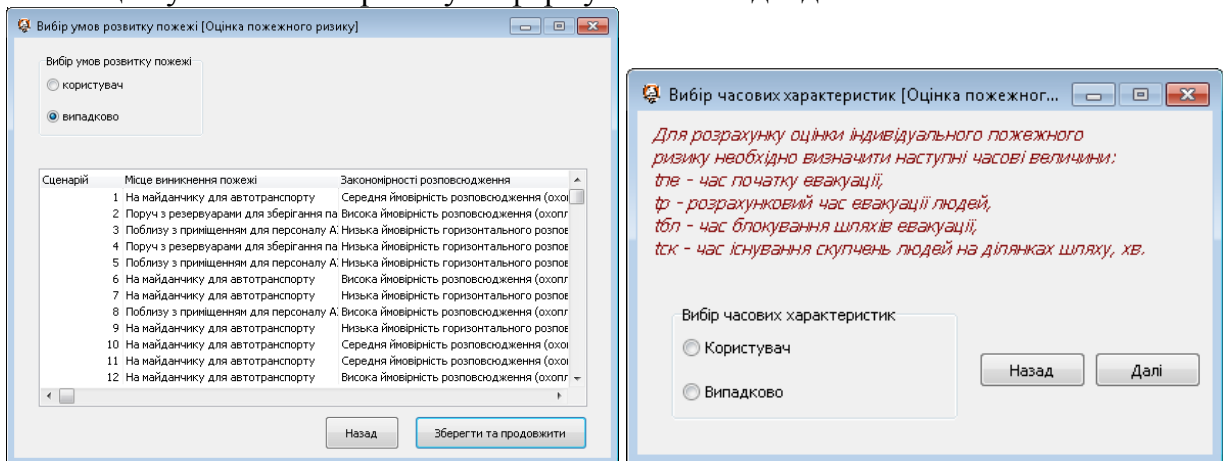 Вибір умов розвитку пожежі [Оцінка пожежного ризику]
Вибір умов розвитку пожежі
користувач
випадково
Сценарій Місце виникнення пожежі Закономірності розповсюдження
1 На майданчику для автотранспорту Середня ймовірність розповсюдження (охо
2 Поруч з резервуарами для зберігання па Висока ймовірність розповсюдження (охопл
3 Поблизу з приміщенням для персоналу А Низька ймовірність горизонтального розпов
4 Поруч з резервуарами для зберігання па Низька ймовірність горизонтального розпов
5 Поблизу з приміщенням для персоналу А Низька ймовірність горизонтального розпов
6 На майданчику для автотранспорту Висока ймовірність розповсюдження (охопл
7 На майданчику для автотранспорту Низька ймовірність горизонтального розпов
8 Поблизу з приміщенням для персоналу А Висока ймовірність розповсюдження (охопл
9 На майданчику для автотранспорту Низька ймовірність горизонтального розпов
10 На майданчику для автотранспорту Середня ймовірність розповсюдження (охо
11 На майданчику для автотранспорту Середня ймовірність розповсюдження (охо
12 На майданчику для автотранспорту Висока ймовірність розповсюдження (охопл
Назад Зберегти та продовжити
Вибір часових характеристик [Оцінка пожежног...
Для розрахунку оцінки індивідуального пожежного
ризику необхідно визначити наступні часові величини:
tпе - час початку евакуації,
tр - розрахунковий час евакуації людей,
tбл - час блокування шляхів евакуації,
tск - час існування скупчень людей на ділянках шляху, хв.
Вибір часових характеристик
Користувач
Випадково
Назад Далі